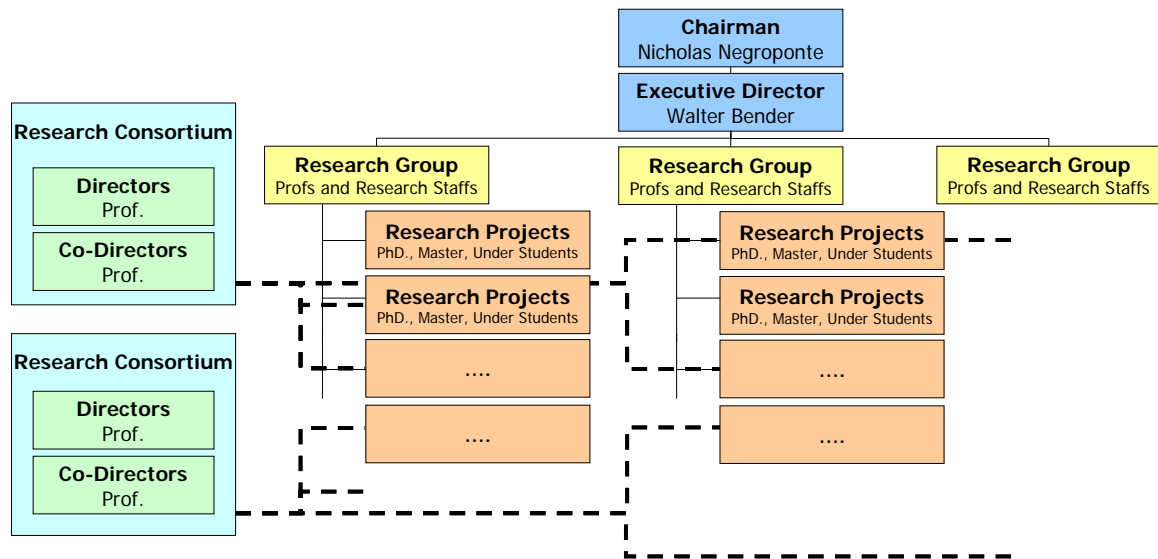 Chairman
Nicholas Negroponte
Executive Director
Walter Bender
Research Consortium
Directors
Prof.
Co-Directors
Prof.
Research Consortium
Directors
Prof.
Co-Directors
Prof.
Research Group
Profs and Research Staffs
Research Projects
PhD., Master, Under Students
Research Projects
PhD., Master, Under Students
....
....
Research Group
Profs and Research Staffs
Research Projects
PhD., Master, Under Students
Research Projects
PhD., Master, Under Students
....
....
Research Group
Profs and Research Staffs